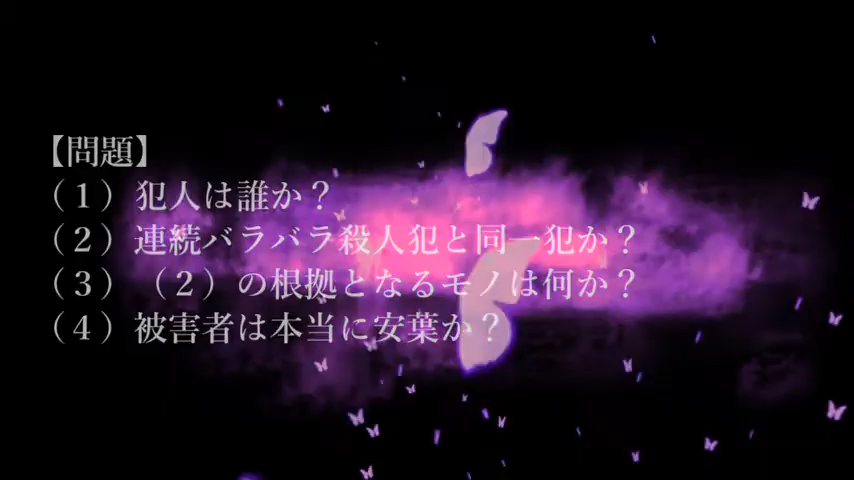 【問題】
（１）犯人は誰か？
（２）連続バラバラ殺人犯と同一犯か？
（３）（２）の根拠となるモノは何か？
（４）被害者は本当に安葉か？